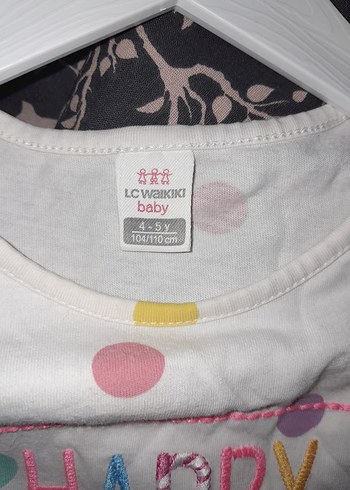 LC WAIKIKI
baby
4 - 5 y
104/110 cm
HAPPY